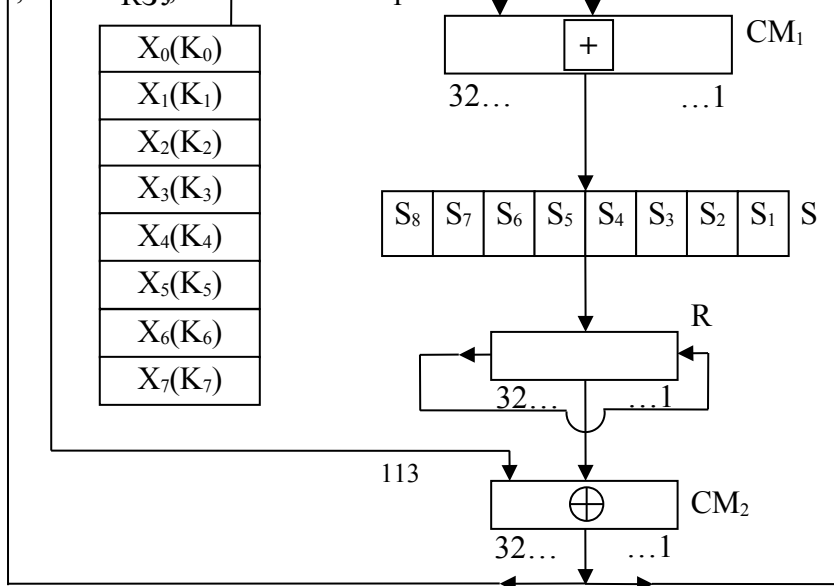 CM₁
+
X₀(K₀)
32… …1
X₁(K₁)
X₂(K₂)
X₃(K₃)
S₈ S₇ S₆ S₅ S₄ S₃ S₂ S₁ S
X₄(K₄)
X₅(K₅)
X₆(K₆)
R
X₇(K₇)
32… …1
113
CM₂
32… …1